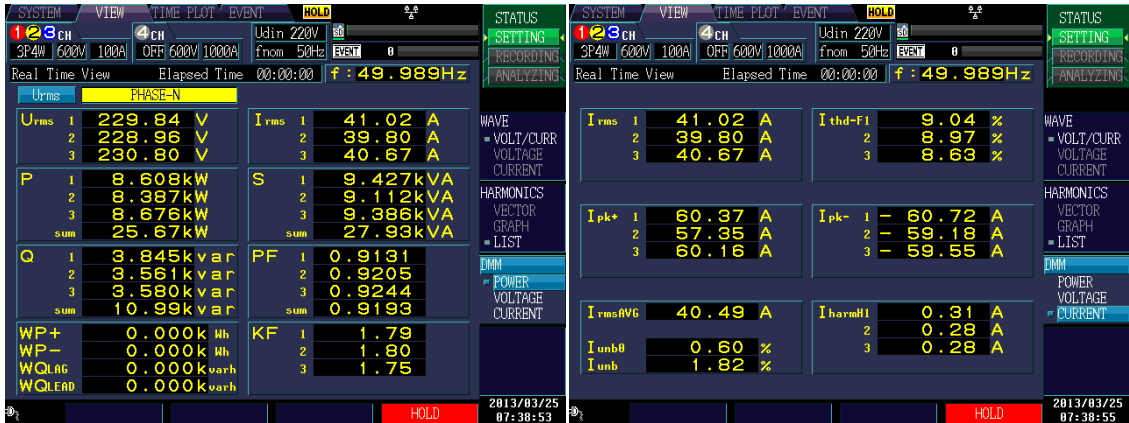 SYSTEM VIEW TIME PLOT EVENT HOLD
1 2 3 CH 4 CH Udin 220V SD
3P4W 600V 100A OFF 600V 1000A fnom 50Hz EVENT 0
Real Time View Elapsed Time 00:00:00 f:49.989Hz
Urms PHASE-N
Urms 1 229.84 V Irms 1 41.02 A
2 228.96 V 2 39.80 A
3 230.80 V 3 40.67 A
P 1 8.608kW S 1 9.427kVA
2 8.387kW 2 9.112kVA
3 8.676kW 3 9.386kVA
sum 25.67kW sum 27.93kVA
Q 1 3.845kvar PF 1 0.9131
2 3.561kvar 2 0.9205
3 3.580kvar 3 0.9244
sum 10.99kvar sum 0.9193
WP+ 0.000k Wh KF 1 1.79
WP- 0.000k Wh 2 1.80
WQLAG 0.000k varh 3 1.75
WQLEAD 0.000k varh
HOLD
STATUS
SETTING
RECORDING
ANALYZING
WAVE
VOLT/CURR
VOLTAGE
CURRENT
HARMONICS
VECTOR
GRAPH
LIST
DMM
POWER
VOLTAGE
CURRENT
2013/03/25
07:38:53
SYSTEM VIEW TIME PLOT EVENT HOLD
1 2 3 CH 4 CH Udin 220V SD
3P4W 600V 100A OFF 600V 1000A fnom 50Hz EVENT 0
Real Time View Elapsed Time 00:00:00 f:49.989Hz
Irms 1 41.02 A Ithd-F1 9.04 %
2 39.80 A 2 8.97 %
3 40.67 A 3 8.63 %
Ipk+ 1 60.37 A Ipk- 1 - 60.72 A
2 57.35 A 2 - 59.18 A
3 60.16 A 3 - 59.55 A
IrmsAVG 40.49 A IharmH1 0.31 A
2 0.28 A
Iunb0 0.60 % 3 0.28 A
Iunb 1.82 %
HOLD
STATUS
SETTING
RECORDING
ANALYZING
WAVE
VOLT/CURR
VOLTAGE
CURRENT
HARMONICS
VECTOR
GRAPH
LIST
DMM
POWER
VOLTAGE
CURRENT
2013/03/25
07:38:55